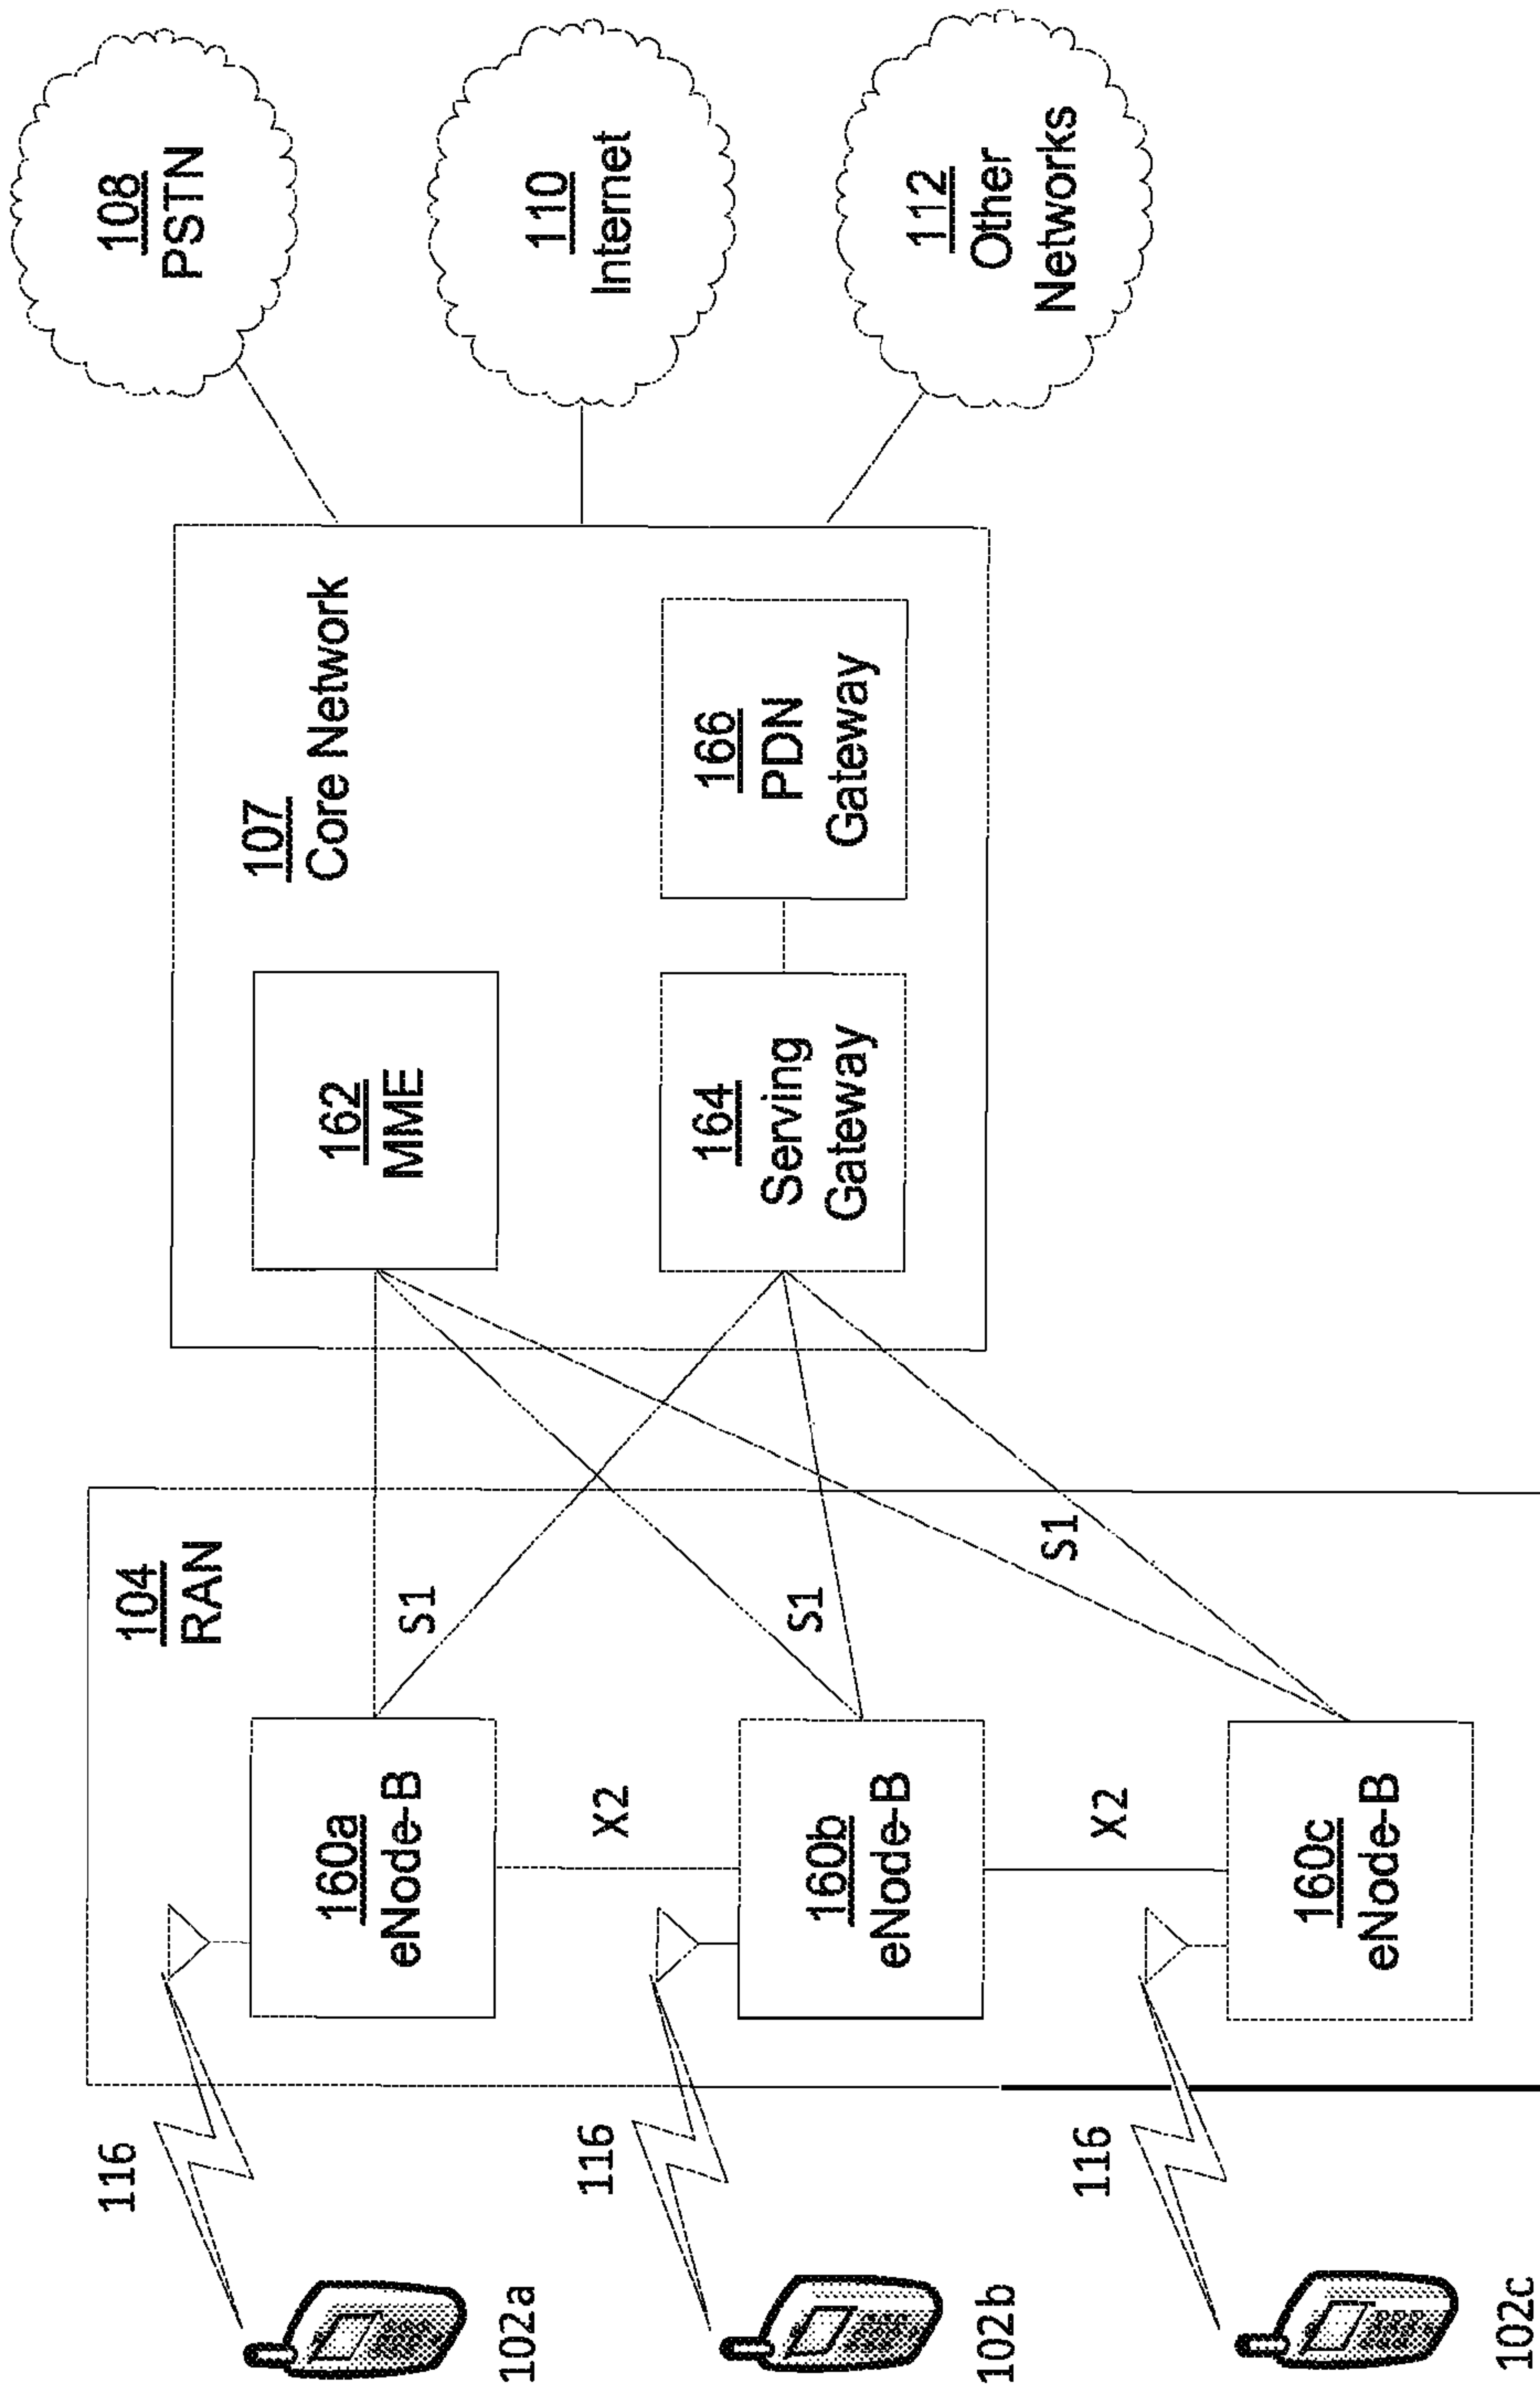 104
RAN
107
Core Network
108
PSTN
116
160a
eNode-B
S1
162
MME
102a
X2
110
Internet
116
160b
eNode-B
S1
164
Serving
Gateway
166
PDN
Gateway
102b
X2
S1
112
Other
Networks
116
160c
eNode-B
102c